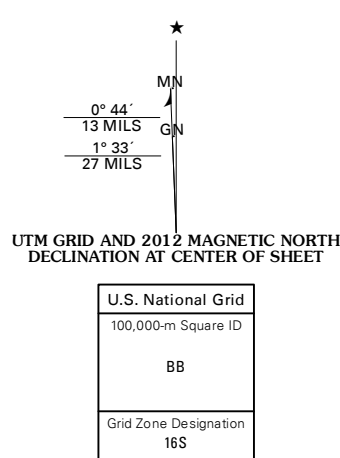 ★
MN
0° 44´
13 MILS
GN
1° 33´
27 MILS
UTM GRID AND 2012 MAGNETIC NORTH
DECLINATION AT CENTER OF SHEET
U.S. National Grid
100,000-m Square ID
BB
Grid Zone Designation
16S